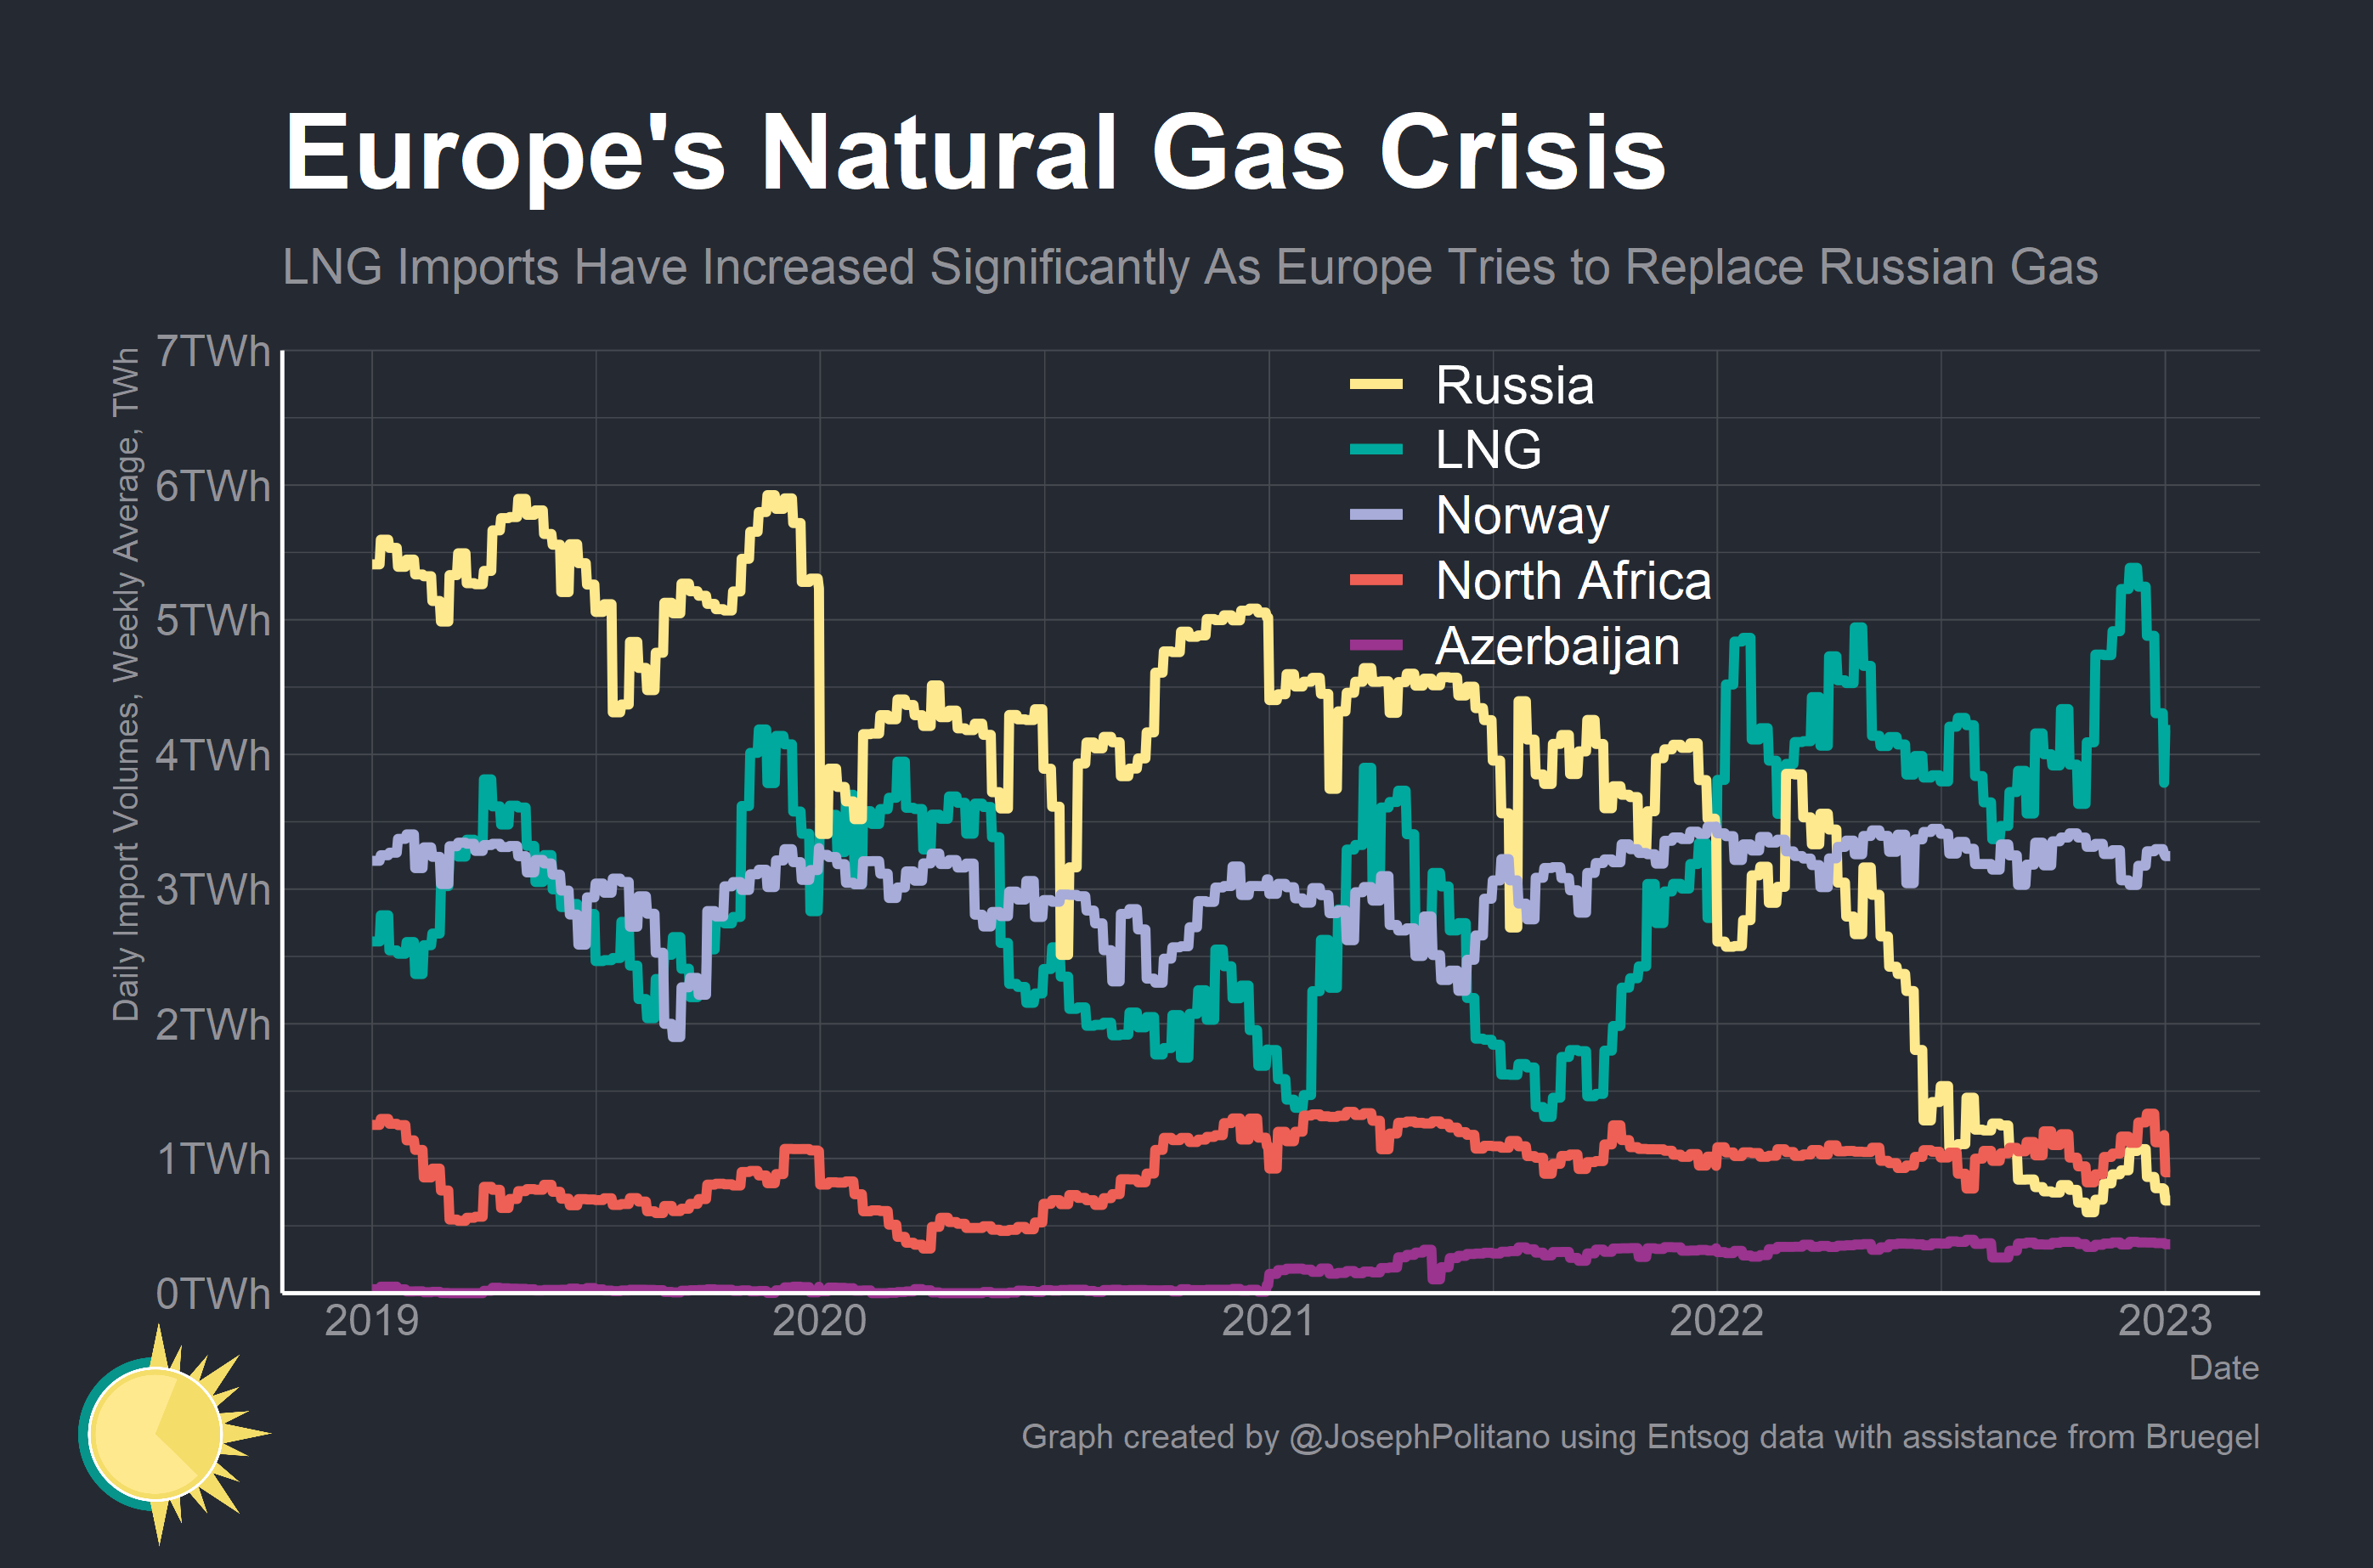 Europe's Natural Gas Crisis
LNG Imports Have Increased Significantly As Europe Tries to Replace Russian Gas
Daily Import Volumes, Weekly Average, TWh
7TWh
6TWh
5TWh
4TWh
3TWh
2TWh
1TWh
0TWh
Russia
LNG
Norway
North Africa
Azerbaijan
2019 2020 2021 2022 2023
Date
Graph created by @JosephPolitano using Entsog data with assistance from Bruegel